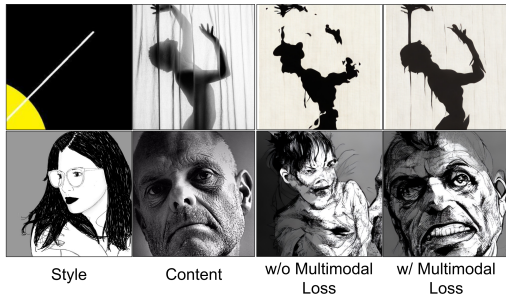 Style
Content
w/o Multimodal
Loss
w/ Multimodal
Loss